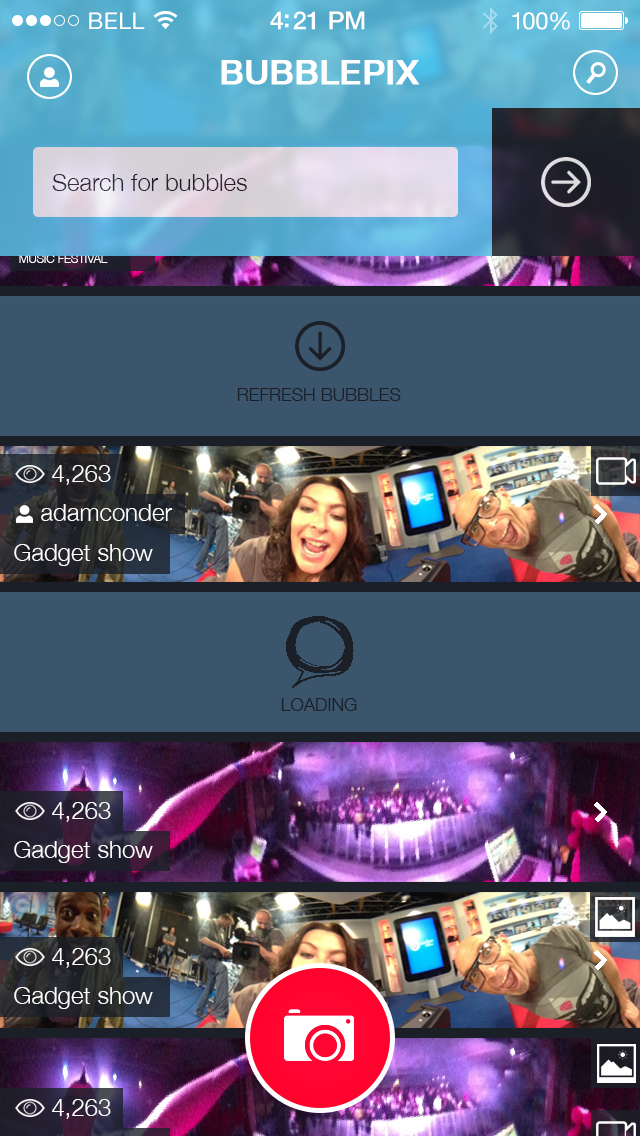 BELL
4:21 PM
100%
BUBBLEPIX
Search for bubbles
MUSIC FESTIVAL
REFRESH BUBBLES
4,263
adamconder
Gadget show
LOADING
4,263
Gadget show
4,263
Gadget show
4,263